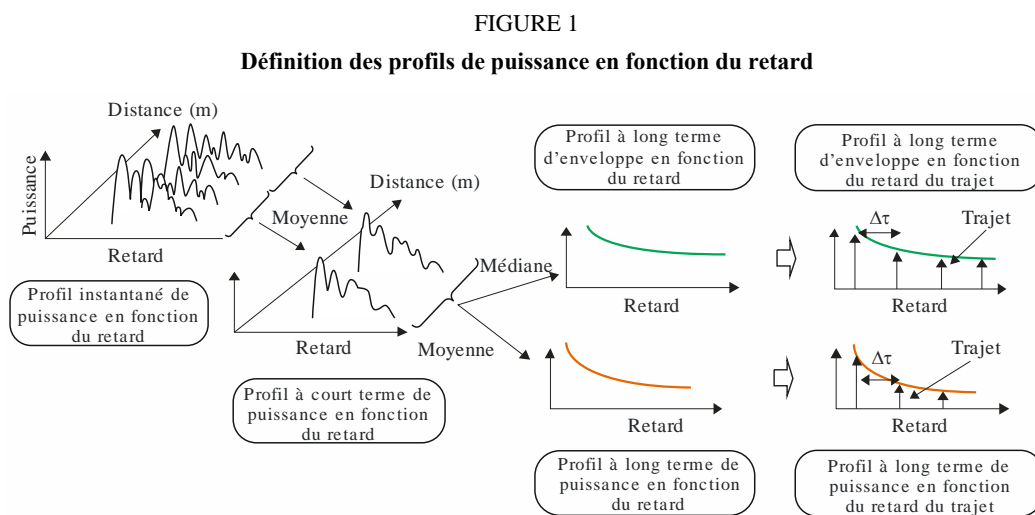 FIGURE 1
Définition des profils de puissance en fonction du retard
Distance (m)
Puissance
Retard
Profil instantané de
puissance en fonction
du retard
Moyenne
Distance (m)
Retard
Profil à court terme de
puissance en fonction
du retard
Médiane
Moyenne
Profil à long terme
d'enveloppe en fonction
du retard
Retard
Profil à long terme
d'enveloppe en fonction
du retard du trajet
Δτ
Trajet
Retard
Retard
Profil à long terme de
puissance en fonction
du retard
Δτ
Trajet
Retard
Profil à long terme de
puissance en fonction
du retard du trajet